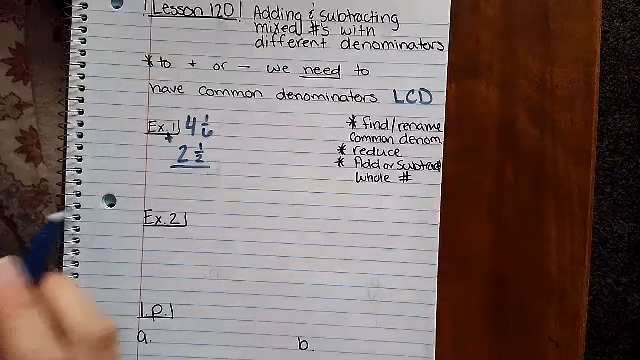 Lesson 120 Adding & subtracting
mixed #'s with
different denominators
* to + or - we need to
have common denominators LCD
Ex. 1 4 1/6
+ 2 1/2
* find/rename
common denom
* reduce
* Add or subtract
whole #
Ex. 2
l.p.
a.
b.